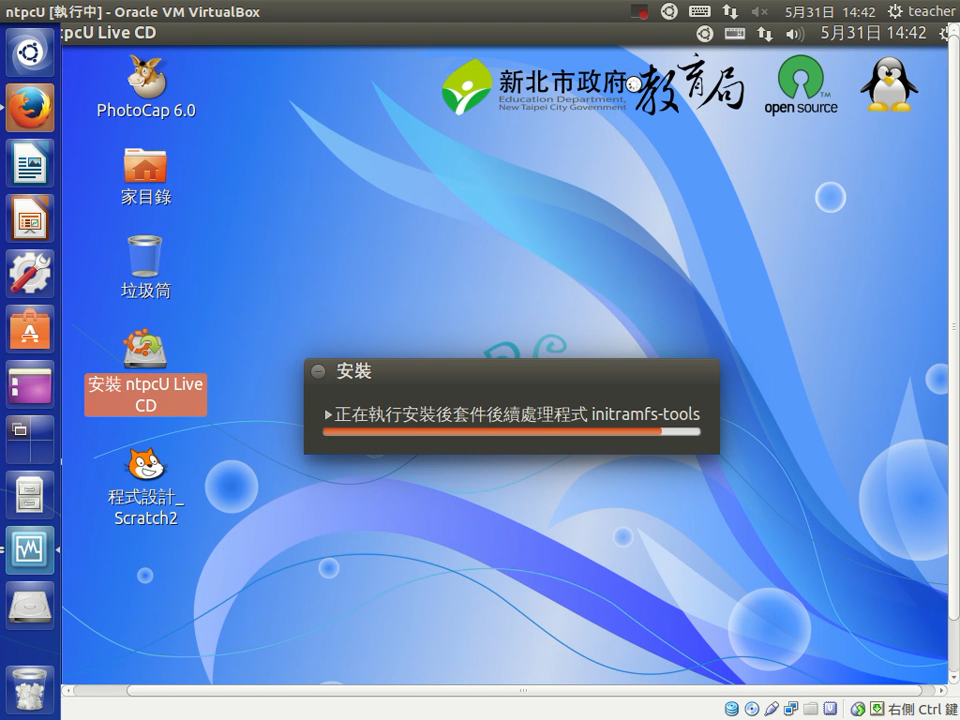 ntpcU [執行中] - Oracle VM VirtualBox
5月31日 14:42
teacher
pcU Live CD
5月31日 14:42
PhotoCap 6.0
新北市政府教育局
Education Department,
New Taipei City Government
open source
TM
家目錄
垃圾筒
安裝 ntpcU Live
CD
安裝
正在執行安裝後套件後續處理程式 initramfs-tools
程式設計_
Scratch2
右側 Ctrl 鍵